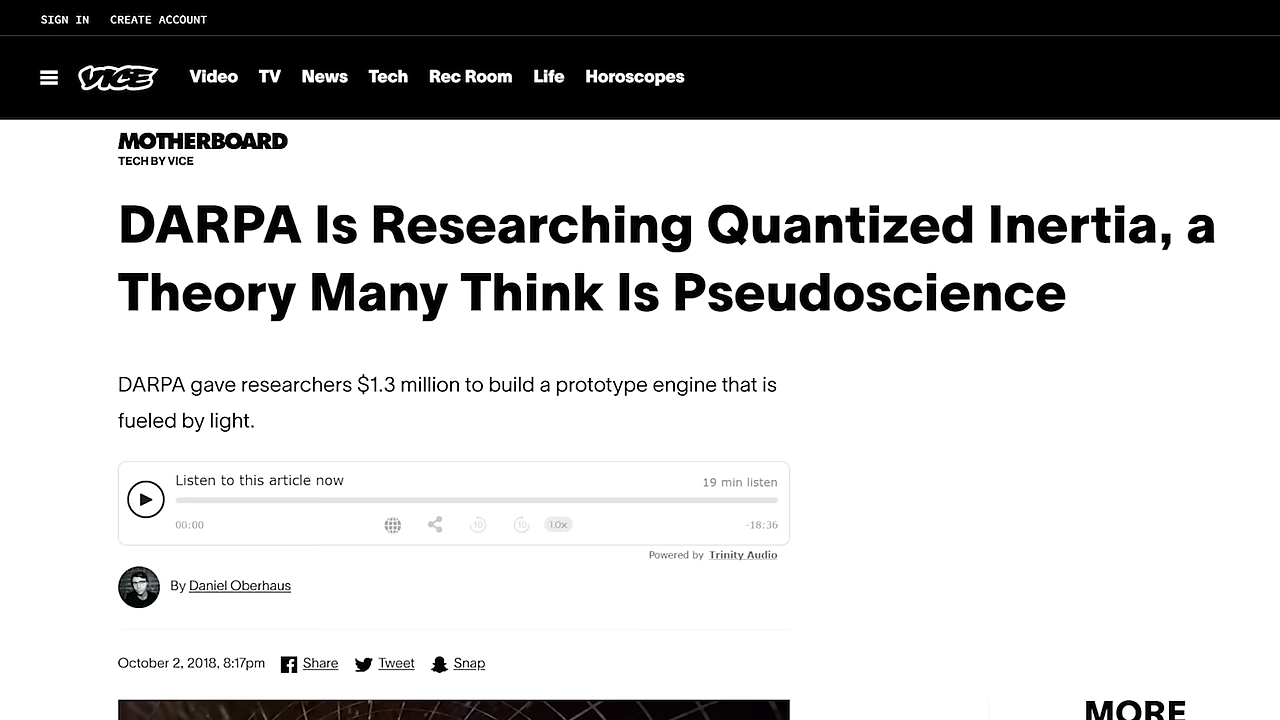 SIGN IN CREATE ACCOUNT
VICE Video TV News Tech Rec Room Life Horoscopes
MOTHERBOARD
TECH BY VICE
DARPA Is Researching Quantized Inertia, a
Theory Many Think Is Pseudoscience
DARPA gave researchers $1.3 million to build a prototype engine that is
fueled by light.
Listen to this article now 19 min listen
00:00 10 10 1.0x -18:36
Powered by Trinity Audio
By Daniel Oberhaus
October 2, 2018, 8:17pm Share Tweet Snap
MORE